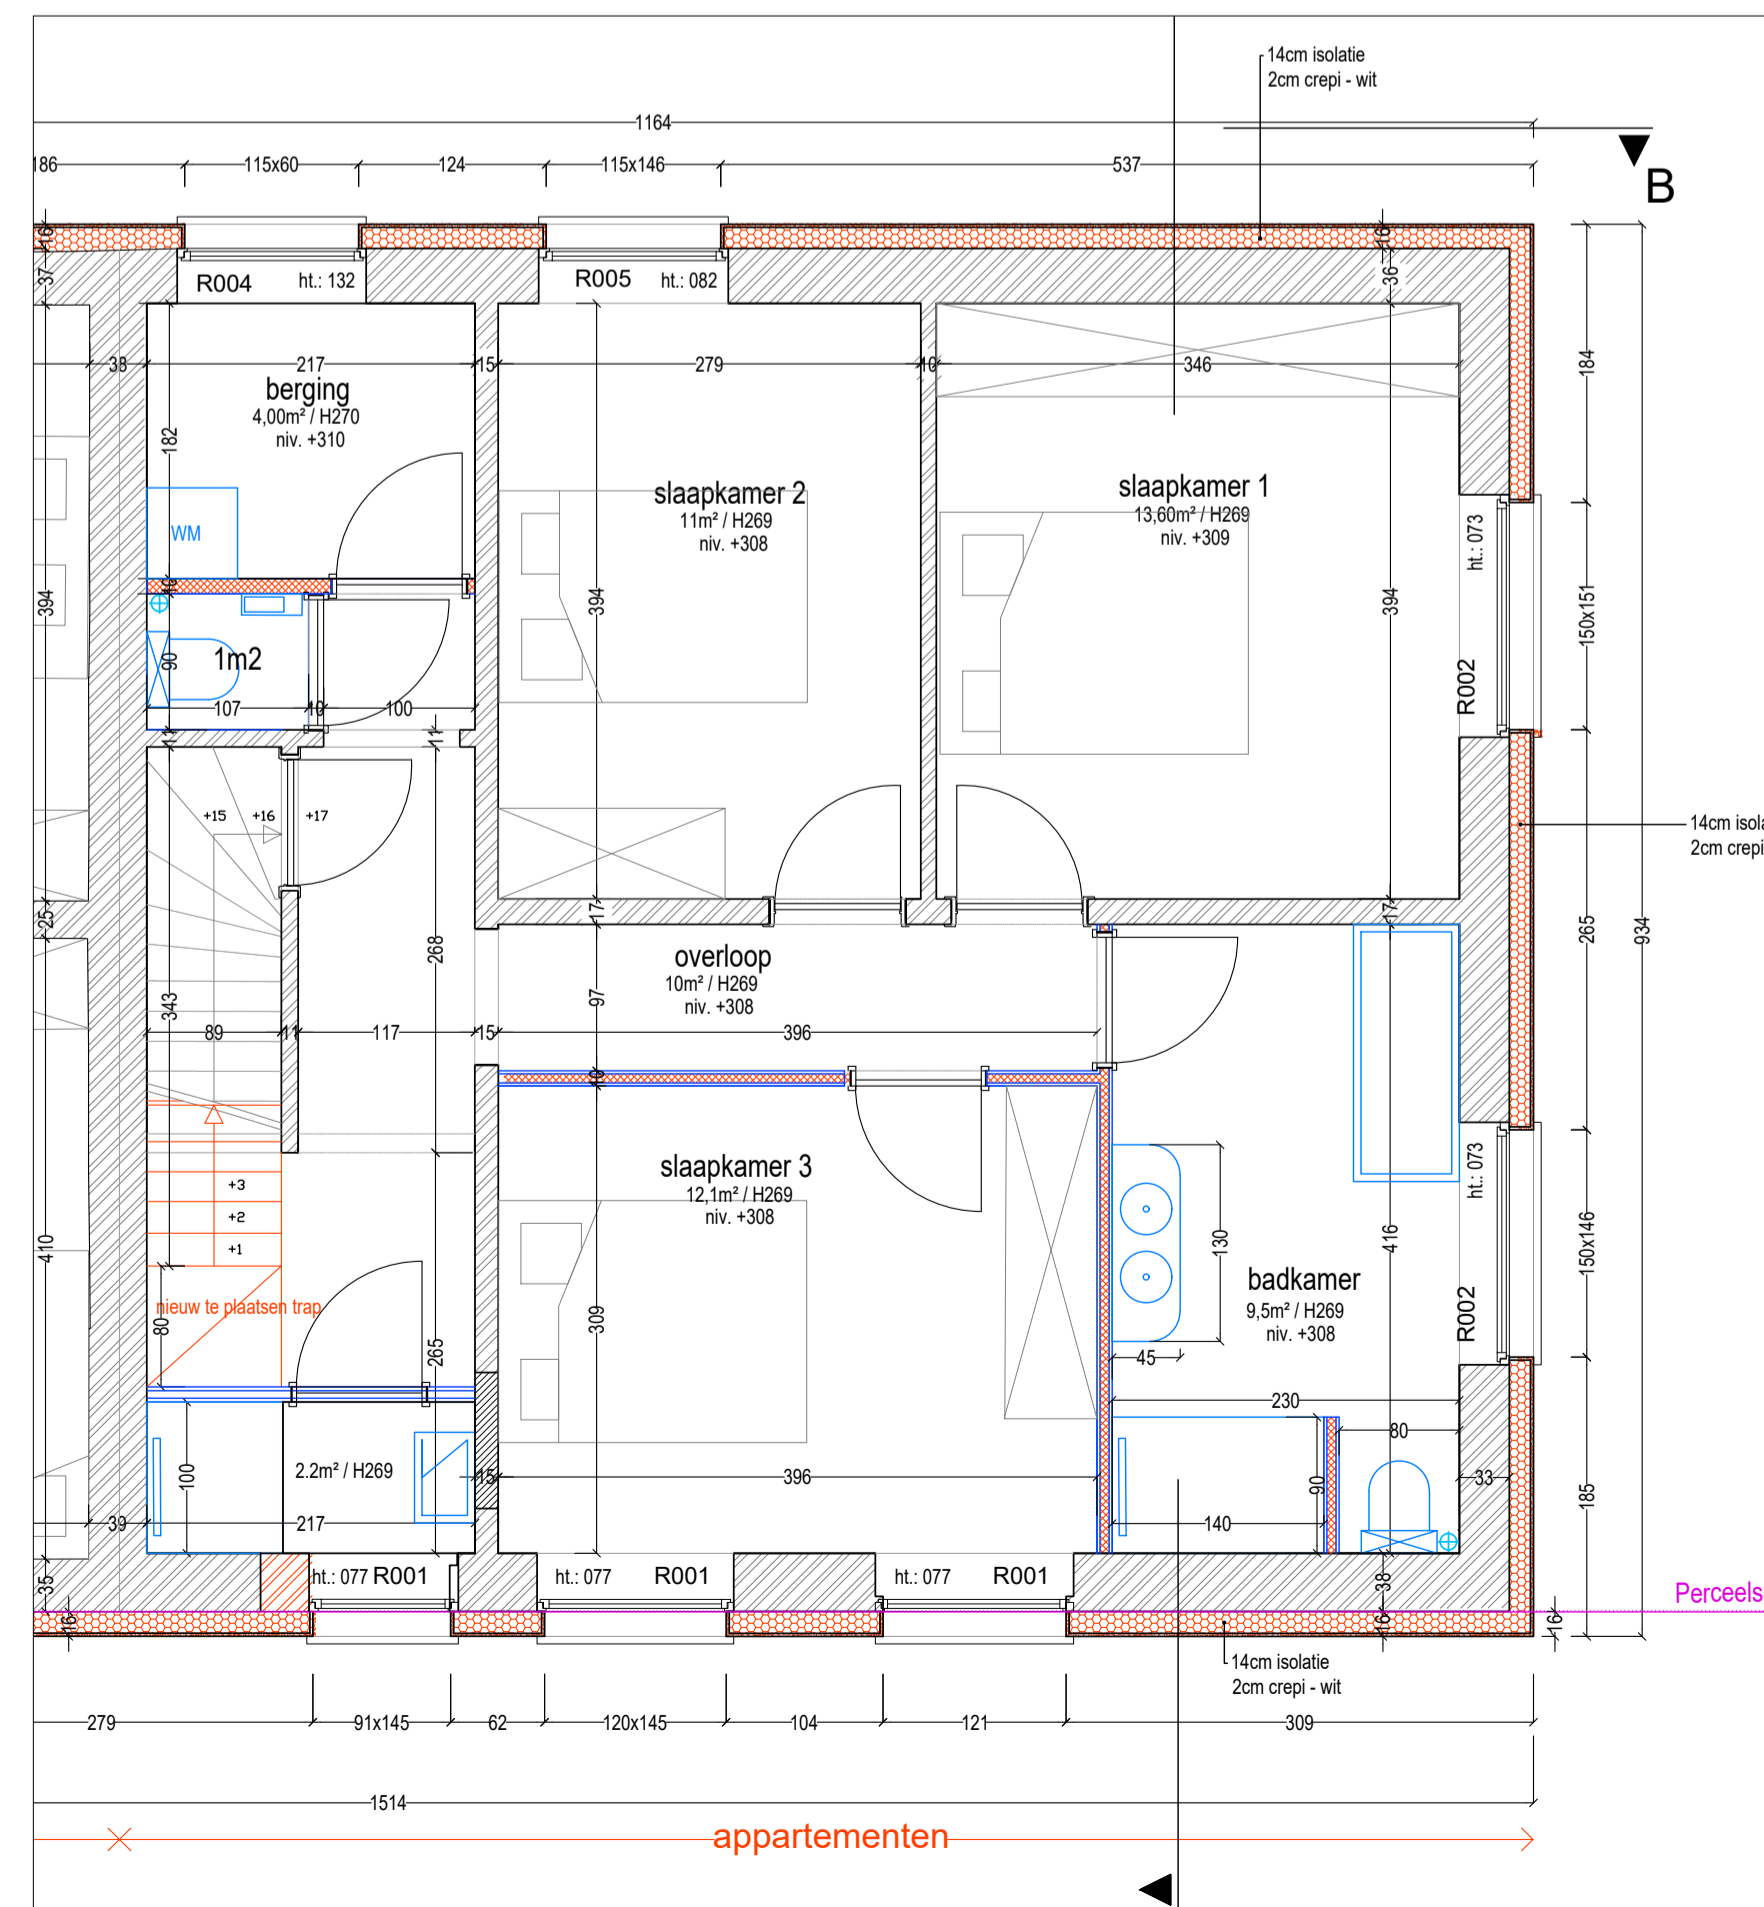 14cm isolatie
2cm crepi - wit
1164
186
115x60
124
115x146
537
B
16
37
R004
ht.: 132
R005
ht.: 082
16
36
38
217
15
279
10
346
184
berging
4,00m² / H270
niv. +310
182
slaapkamer 2
11m² / H269
niv. +308
slaapkamer 1
13,60m² / H269
niv. +309
WM
ht.: 073
394
10
394
394
150x151
1m2
90
R002
107
10
100
11
11
+15
+16
+17
14cm isola
2cm crepi
25
17
17
268
265
934
overloop
10m² / H269
niv. +308
97
343
89
11
117
15
396
10
slaapkamer 3
12,1m² / H269
niv. +308
ht.: 073
+3
+2
+1
410
130
416
150x146
badkamer
9,5m² / H269
niv. +308
nieuw te plaatsen trap
80
309
R002
265
45
230
80
2.2m² / H269
100
15
396
90
33
185
39
217
140
35
ht.: 077
R001
ht.: 077
R001
ht.: 077
R001
38
Perceels
16
16
16
14cm isolatie
2cm crepi - wit
279
91x145
62
120x145
104
121
309
1514
appartementen